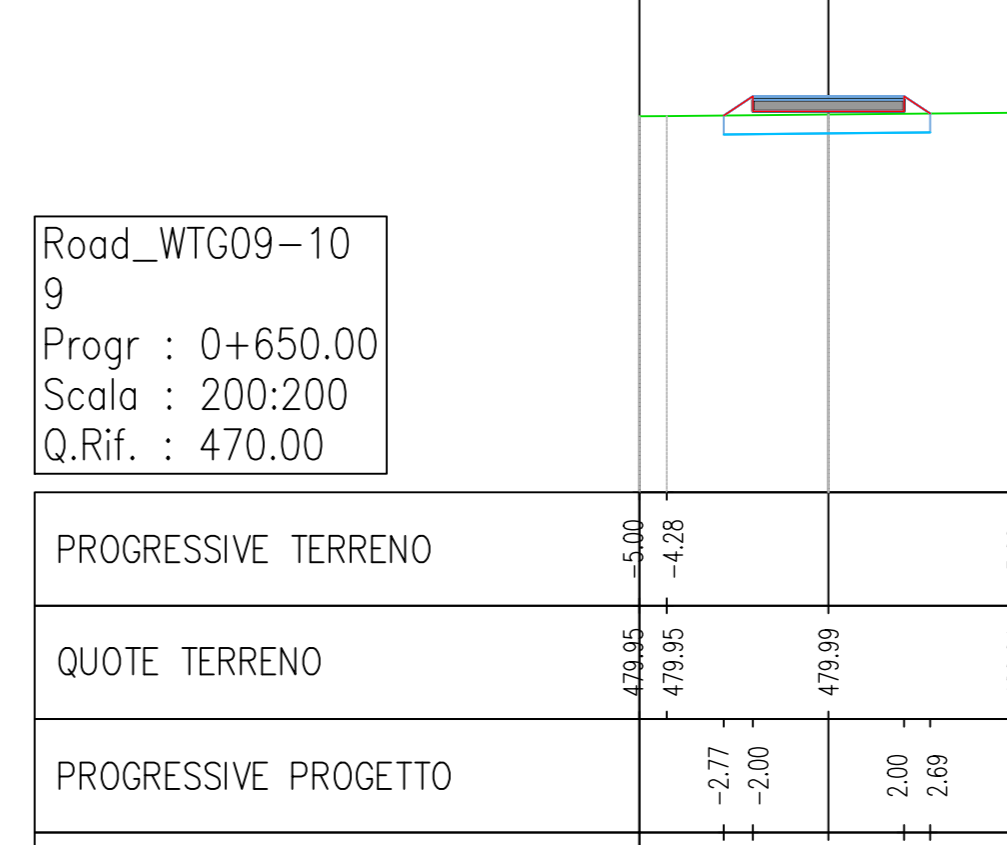 Road_WTG09-10
9
Progr : 0+650.00
Scala : 200:200
Q.Rif. : 470.00
PROGRESSIVE TERRENO -5.00 -4.28
QUOTE TERRENO 479.95 479.95 479.99
PROGRESSIVE PROGETTO -2.77 -2.00 2.00 2.69